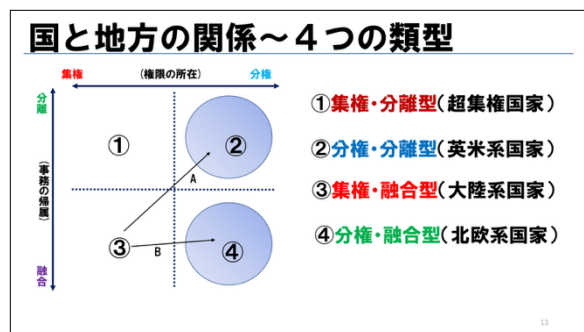 国と地方の関係～４つの類型
集権 (権限の所在) 分権
分離
(事務の帰属)
融合
①
②
A
③
B
④
①集権・分離型(超集権国家)
②分権・分離型(英米系国家)
③集権・融合型(大陸系国家)
④分権・融合型(北欧系国家)
13